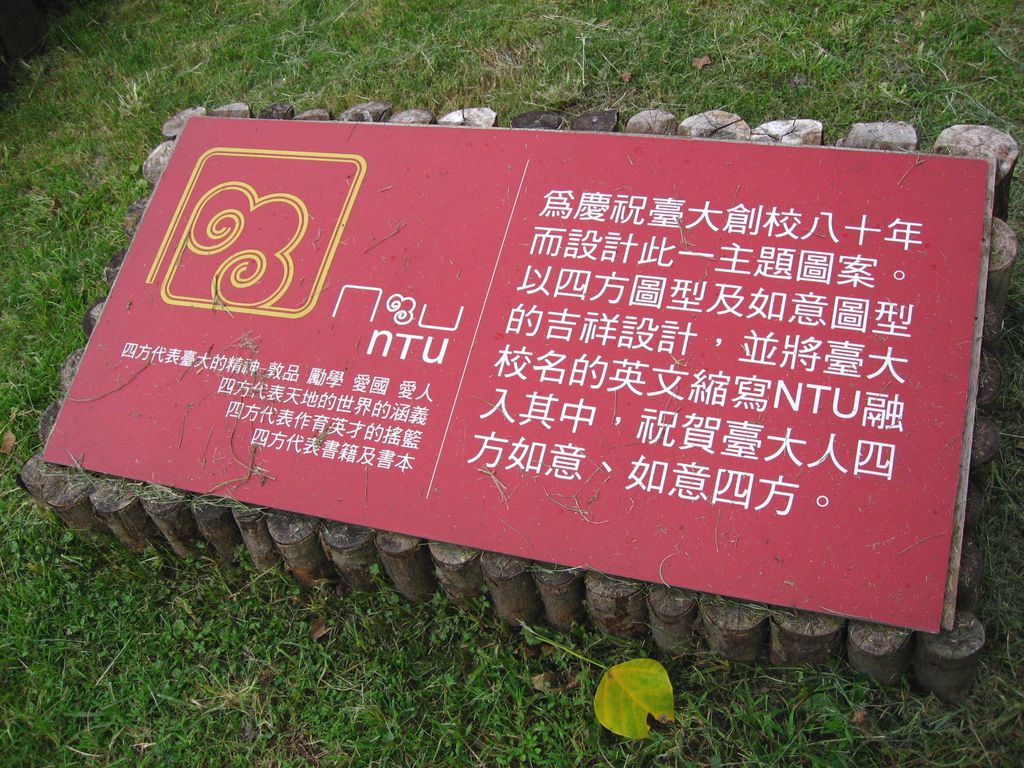 nTu
四方代表臺大的精神 敦品 勵學 愛國 愛人
四方代表天地的世界的涵義
四方代表作育英才的搖籃
四方代表書籍及書本
為慶祝臺大創校八十年
而設計此一主題圖案。
以四方圖型及如意圖型
的吉祥設計，並將臺大
校名的英文縮寫NTU融
入其中，祝賀臺大人四
方如意、如意四方。